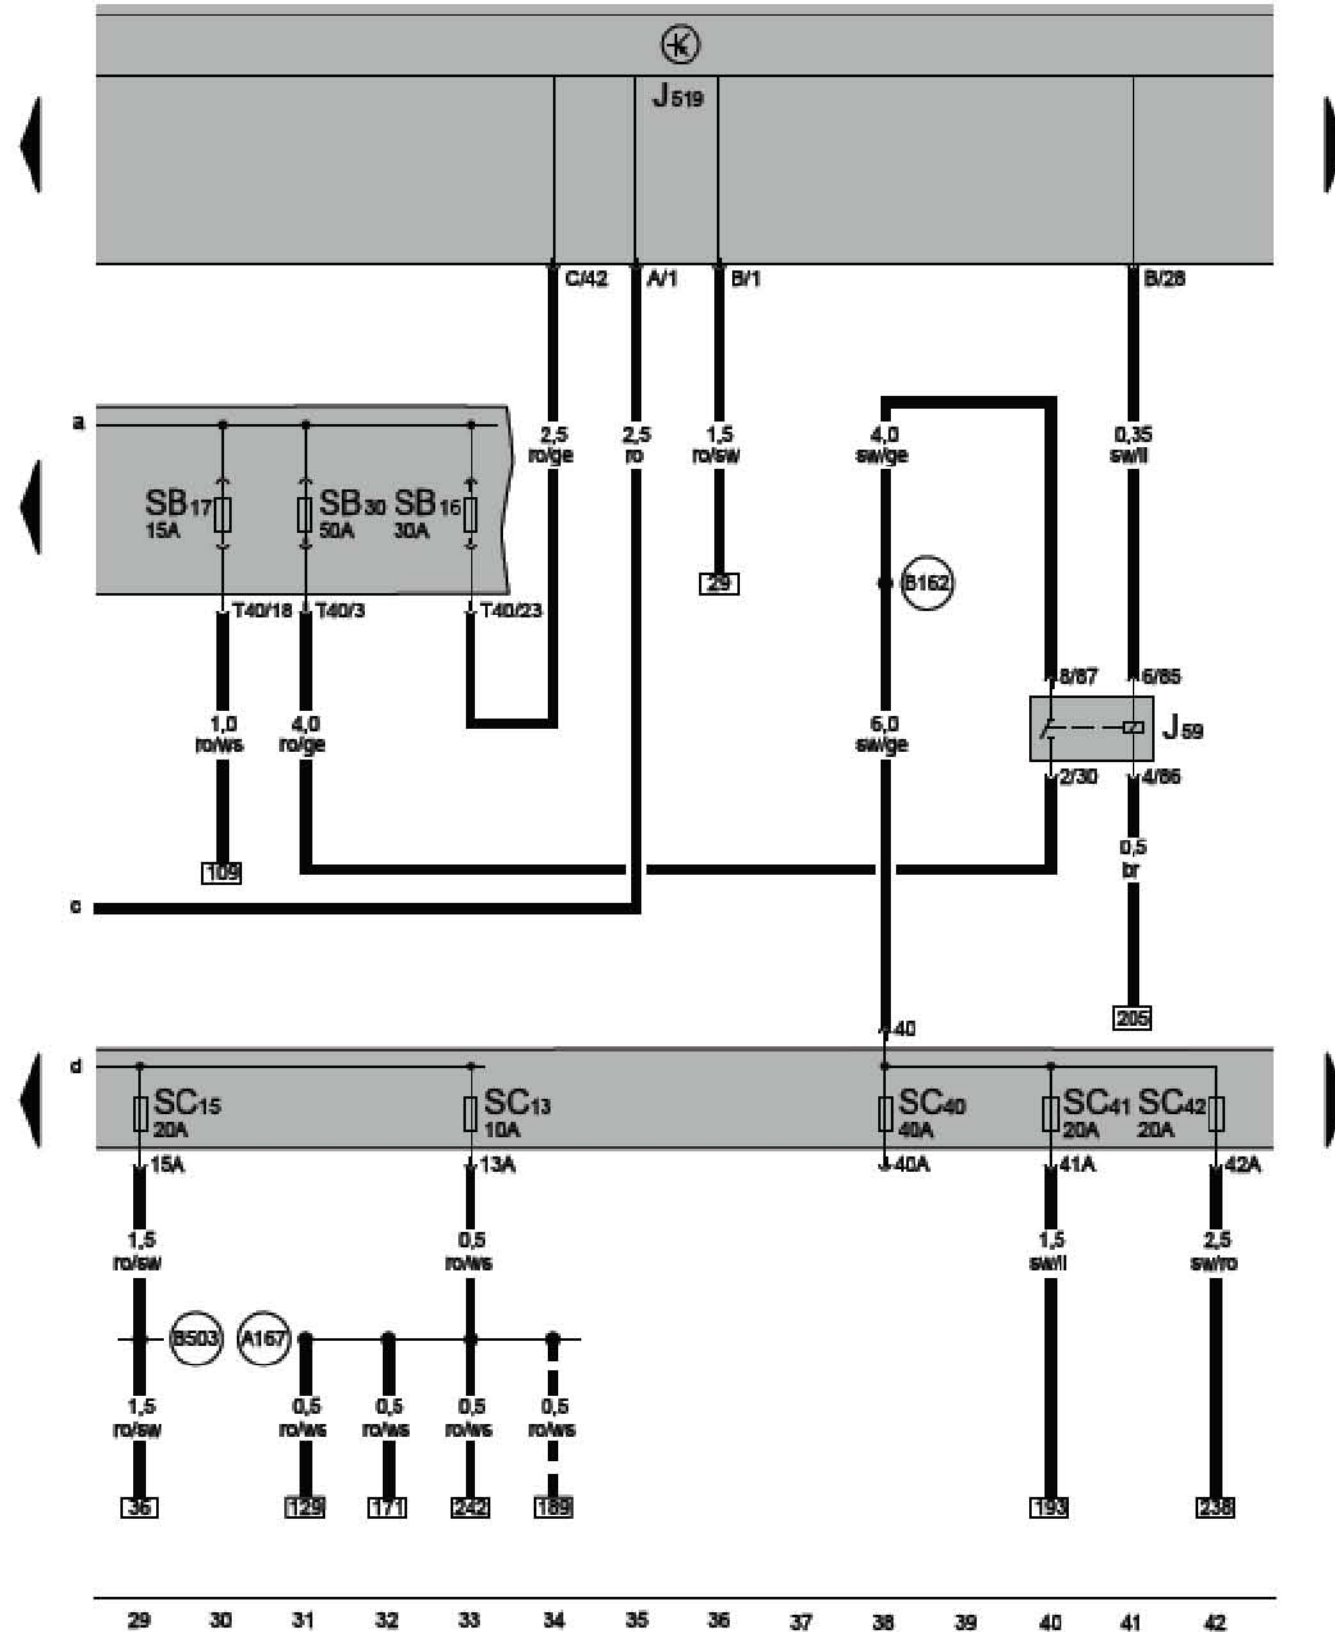 J519
C/42 A/1 B/1 B/28
a
2,5 2,5 1,5 4,0 0,35
ro/ge ro ro/sw sw/ge sw/li
SB17 SB30 SB16
15A 50A 30A
29 B162
T40/18 T40/3 T40/23
8/87 6/85
1,0 4,0 6,0
ro/ws ro/ge sw/ge
J59
2/30 4/86
0,5
br
109
c
205
40
d
SC15 SC13 SC40 SC41 SC42
20A 10A 40A 20A 20A
15A 13A 40A 41A 42A
1,5 0,5 1,5 2,5
ro/sw ro/ws sw/li sw/ro
B503 A167
1,5 0,5 0,5 0,5 0,5
ro/sw ro/ws ro/ws ro/ws ro/ws
36 129 171 242 189 193 238
29 30 31 32 33 34 35 36 37 38 39 40 41 42